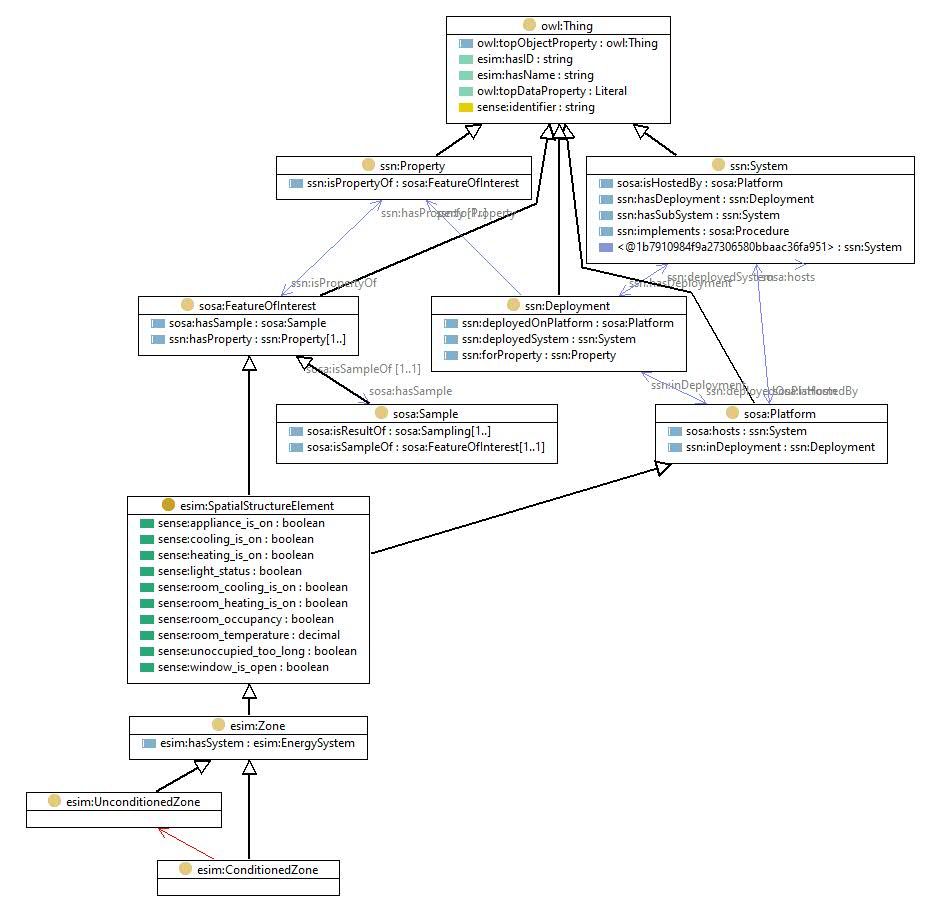 owl:Thing
owl:topObjectProperty : owl:Thing
esim:hasID : string
esim:hasName : string
owl:topDataProperty : Literal
sense:identifier : string
ssn:Property
ssn:isPropertyOf : sosa:FeatureOfInterest
ssn:System
sosa:isHostedBy : sosa:Platform
ssn:hasDeployment : ssn:Deployment
ssn:hasSubSystem : ssn:System
ssn:implements : sosa:Procedure
<@1b7910984f9a27306580bbaac36fa951> : ssn:System
ssn:hasProperty [1..]
ssn:forProperty
ssn:isPropertyOf
ssn:hasDeployment
ssn:deployedSystem
sosa:hosts
sosa:FeatureOfInterest
sosa:hasSample : sosa:Sample
ssn:hasProperty : ssn:Property[1..]
ssn:Deployment
ssn:deployedOnPlatform : sosa:Platform
ssn:deployedSystem : ssn:System
ssn:forProperty : ssn:Property
sosa:isSampleOf [1..1]
sosa:hasSample
ssn:inDeployment
ssn:deployedOnPlatform
sosa:isHostedBy
sosa:Sample
sosa:isResultOf : sosa:Sampling[1..]
sosa:isSampleOf : sosa:FeatureOfInterest[1..1]
sosa:Platform
sosa:hosts : ssn:System
ssn:inDeployment : ssn:Deployment
esim:SpatialStructureElement
sense:appliance_is_on : boolean
sense:cooling_is_on : boolean
sense:heating_is_on : boolean
sense:light_status : boolean
sense:room_cooling_is_on : boolean
sense:room_heating_is_on : boolean
sense:room_occupancy : boolean
sense:room_temperature : decimal
sense:unoccupied_too_long : boolean
sense:window_is_open : boolean
esim:Zone
esim:hasSystem : esim:EnergySystem
esim:UnconditionedZone
esim:ConditionedZone